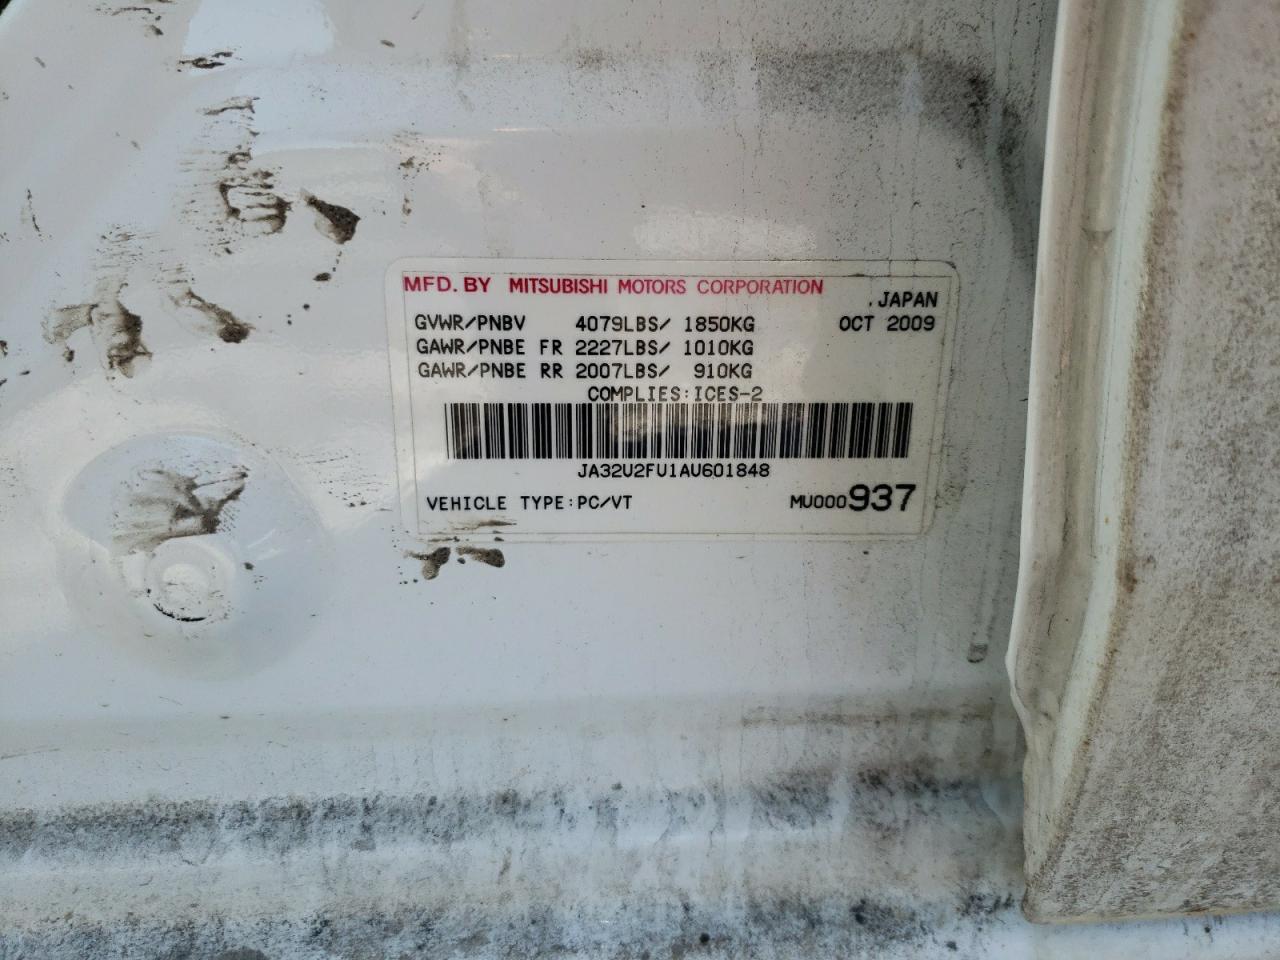 MFD. BY MITSUBISHI MOTORS CORPORATION
.JAPAN
GVWR/PNBV 4079LBS/ 1850KG OCT 2009
GAWR/PNBE FR 2227LBS/ 1010KG
GAWR/PNBE RR 2007LBS/ 910KG
COMPLIES:ICES-2
JA32U2FU1AU601848
VEHICLE TYPE:PC/VT MU000937